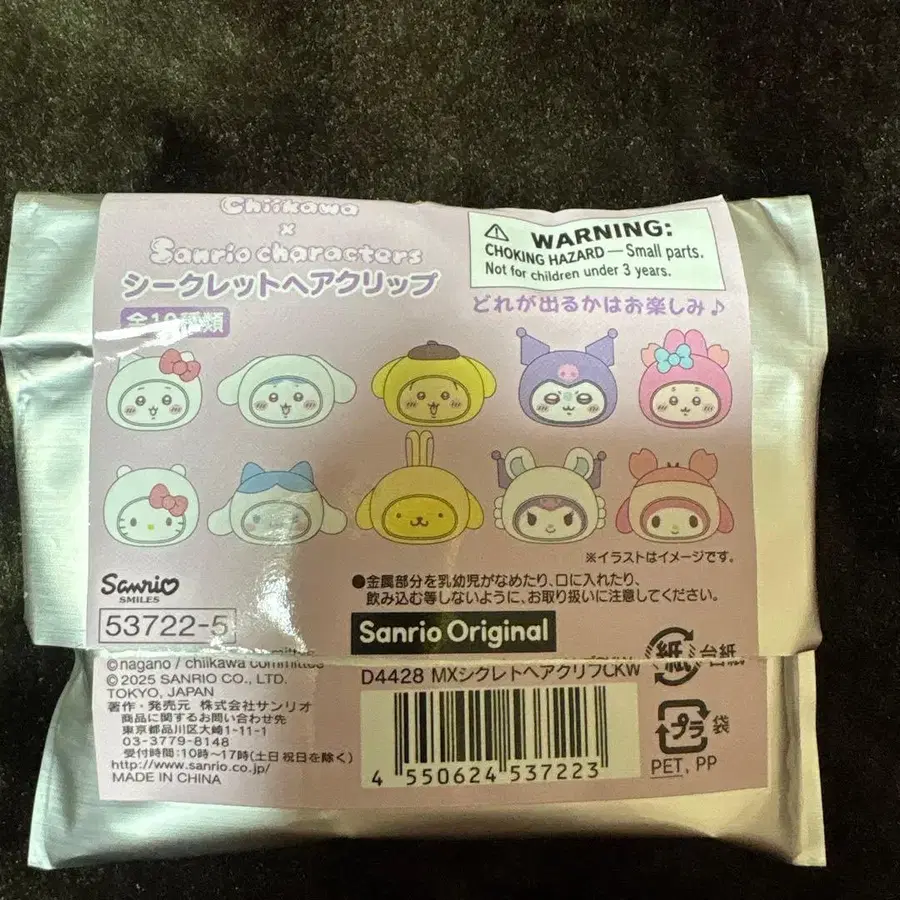 Chiikawa
x
Sanrio characters
シークレットヘアクリップ
全10種類
⚠ WARNING:
CHOKING HAZARD — Small parts.
Not for children under 3 years.
どれが出るかはお楽しみ♪
※イラストはイメージです。
Sanrio
SMILES
53722-5
●金属部分を乳幼児がなめたり、口に入れたり、
飲み込む等しないように、お取り扱いに注意してください。
Sanrio Original
©nagano / chiikawa committee
© 2025 SANRIO CO., LTD.
TOKYO, JAPAN
著作・発売元 株式会社サンリオ
商品に関するお問い合わせ先
東京都品川区大崎1-11-1
03-3779-8148
受付時間:10時～17時(土日祝日を除く)
http://www.sanrio.co.jp/
MADE IN CHINA
D4428 MXシクレトヘアクリプCKW
4 550624 537223
紙 台紙
プラ 袋
PET, PP